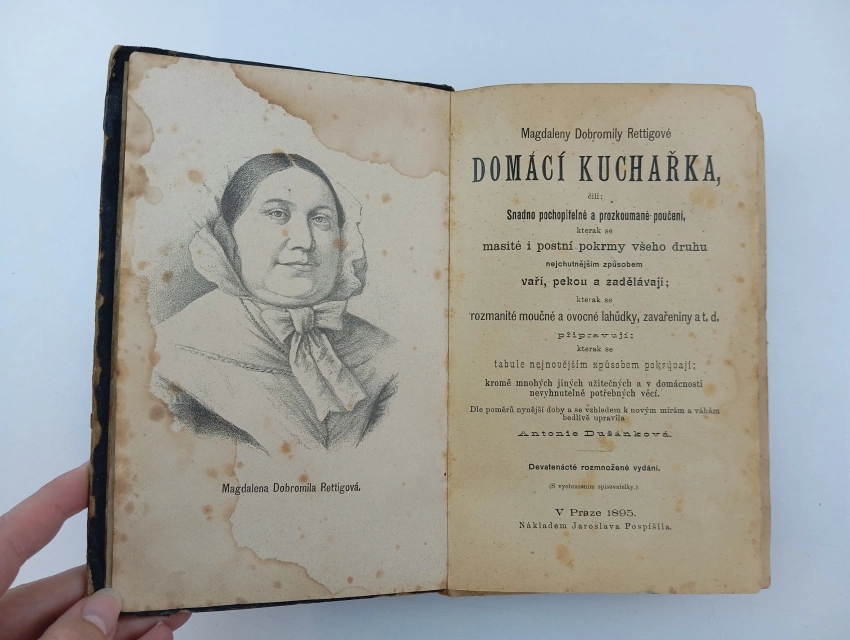 Magdalena Dobromila Rettigová.
Magdaleny Dobromily Rettigové
DOMÁCÍ KUCHAŘKA,
čili:
Snadno pochopitelné a prozkoumané poučení,
kterak se
masité i postní pokrmy všeho druhu
nejchutnějším způsobem
vaří, pekou a zadělávají;
kterak se
rozmanité moučné a ovocné lahůdky, zavařeniny a t. d.
připravují;
kterak se
tabule nejnovějším způsobem pokrývají;
kromě mnohých jiných užitečných a v domácnosti
nevyhnutelně potřebných věcí.
Dle poměrů nynější doby a se vzhledem k novým mírám a váhám
bedlivě upravila
Antonie Dušánková.
Devatenácté rozmnožené vydání.
(S vyobrazením spisovatelky.)
V Praze 1895.
Nákladem Jaroslava Pospíšila.